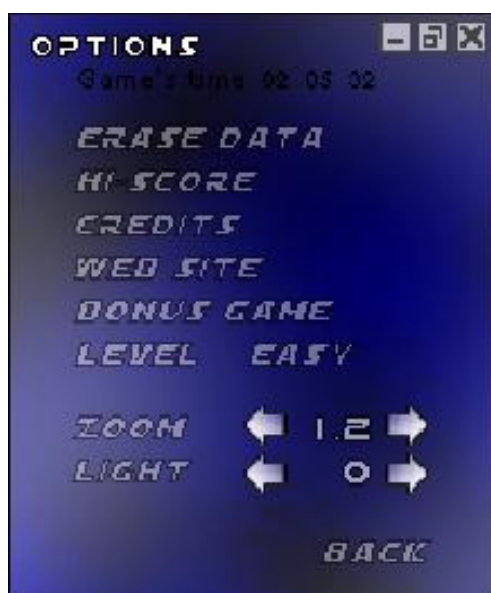 OPTIONS
Game's time 02 05 02
ERASE DATA
HI-SCORE
CREDITS
WEB SITE
BONUS GAME
LEVEL EASY
ZOOM 1.2
LIGHT 0
BACK